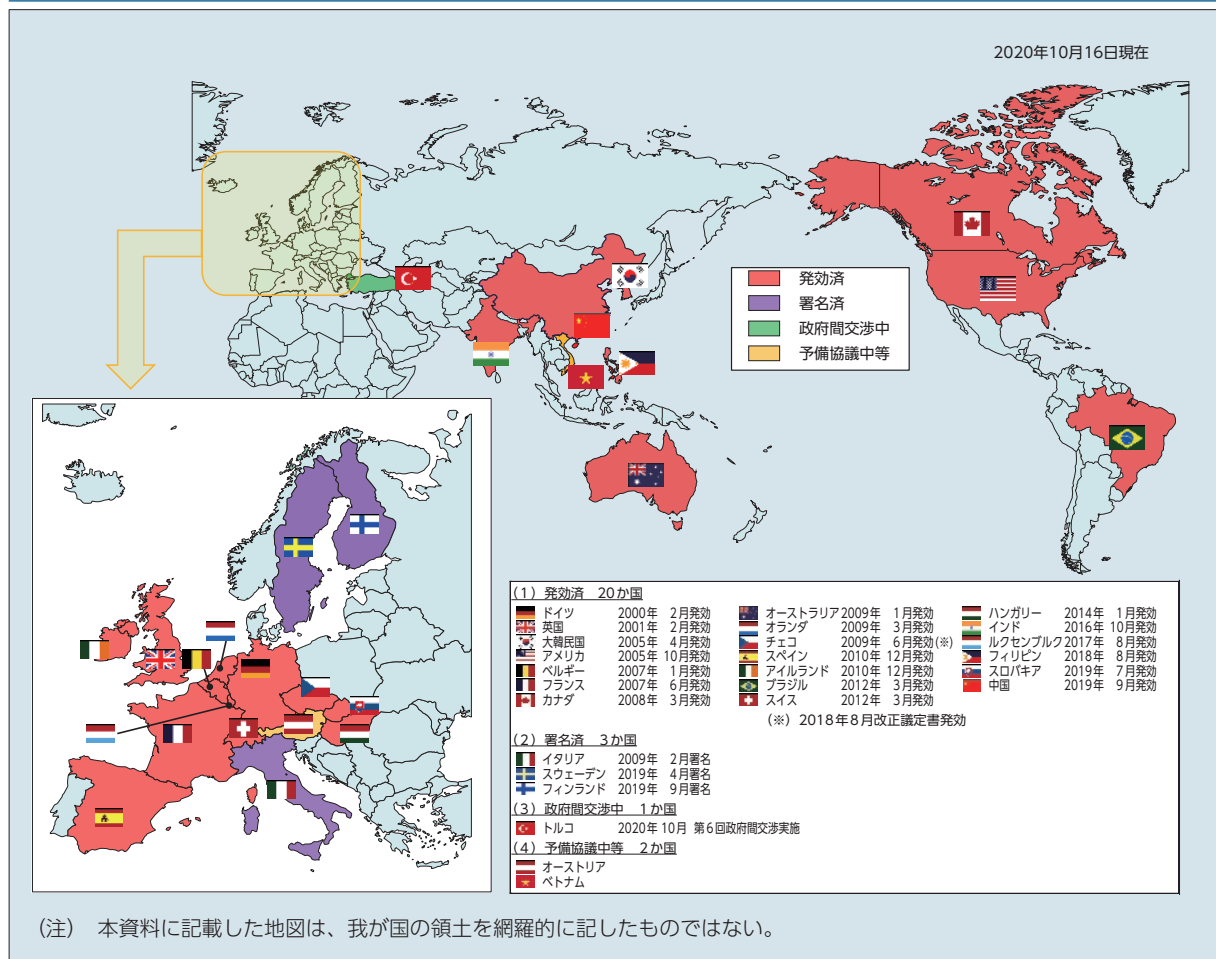 2020年10月16日現在
発効済
署名済
政府間交渉中
予備協議中等
(1) 発効済 20か国
ドイツ 2000年 2月発効
英国 2001年 2月発効
大韓民国 2005年 4月発効
アメリカ 2005年 10月発効
ベルギー 2007年 1月発効
フランス 2007年 6月発効
カナダ 2008年 3月発効
オーストラリア 2009年 1月発効
オランダ 2009年 3月発効
チェコ 2009年 6月発効(※)
スペイン 2010年 12月発効
アイルランド 2010年 12月発効
ブラジル 2012年 3月発効
スイス 2012年 3月発効
(※) 2018年8月改正議定書発効
ハンガリー 2014年 1月発効
インド 2016年 10月発効
ルクセンブルク 2017年 8月発効
フィリピン 2018年 8月発効
スロバキア 2019年 7月発効
中国 2019年 9月発効
(2) 署名済 3か国
イタリア 2009年 2月署名
スウェーデン 2019年 4月署名
フィンランド 2019年 9月署名
(3) 政府間交渉中 1か国
トルコ 2020年 10月 第6回政府間交渉実施
(4) 予備協議中等 2か国
オーストリア
ベトナム
(注) 本資料に記載した地図は、我が国の領土を網羅的に記したものではない。